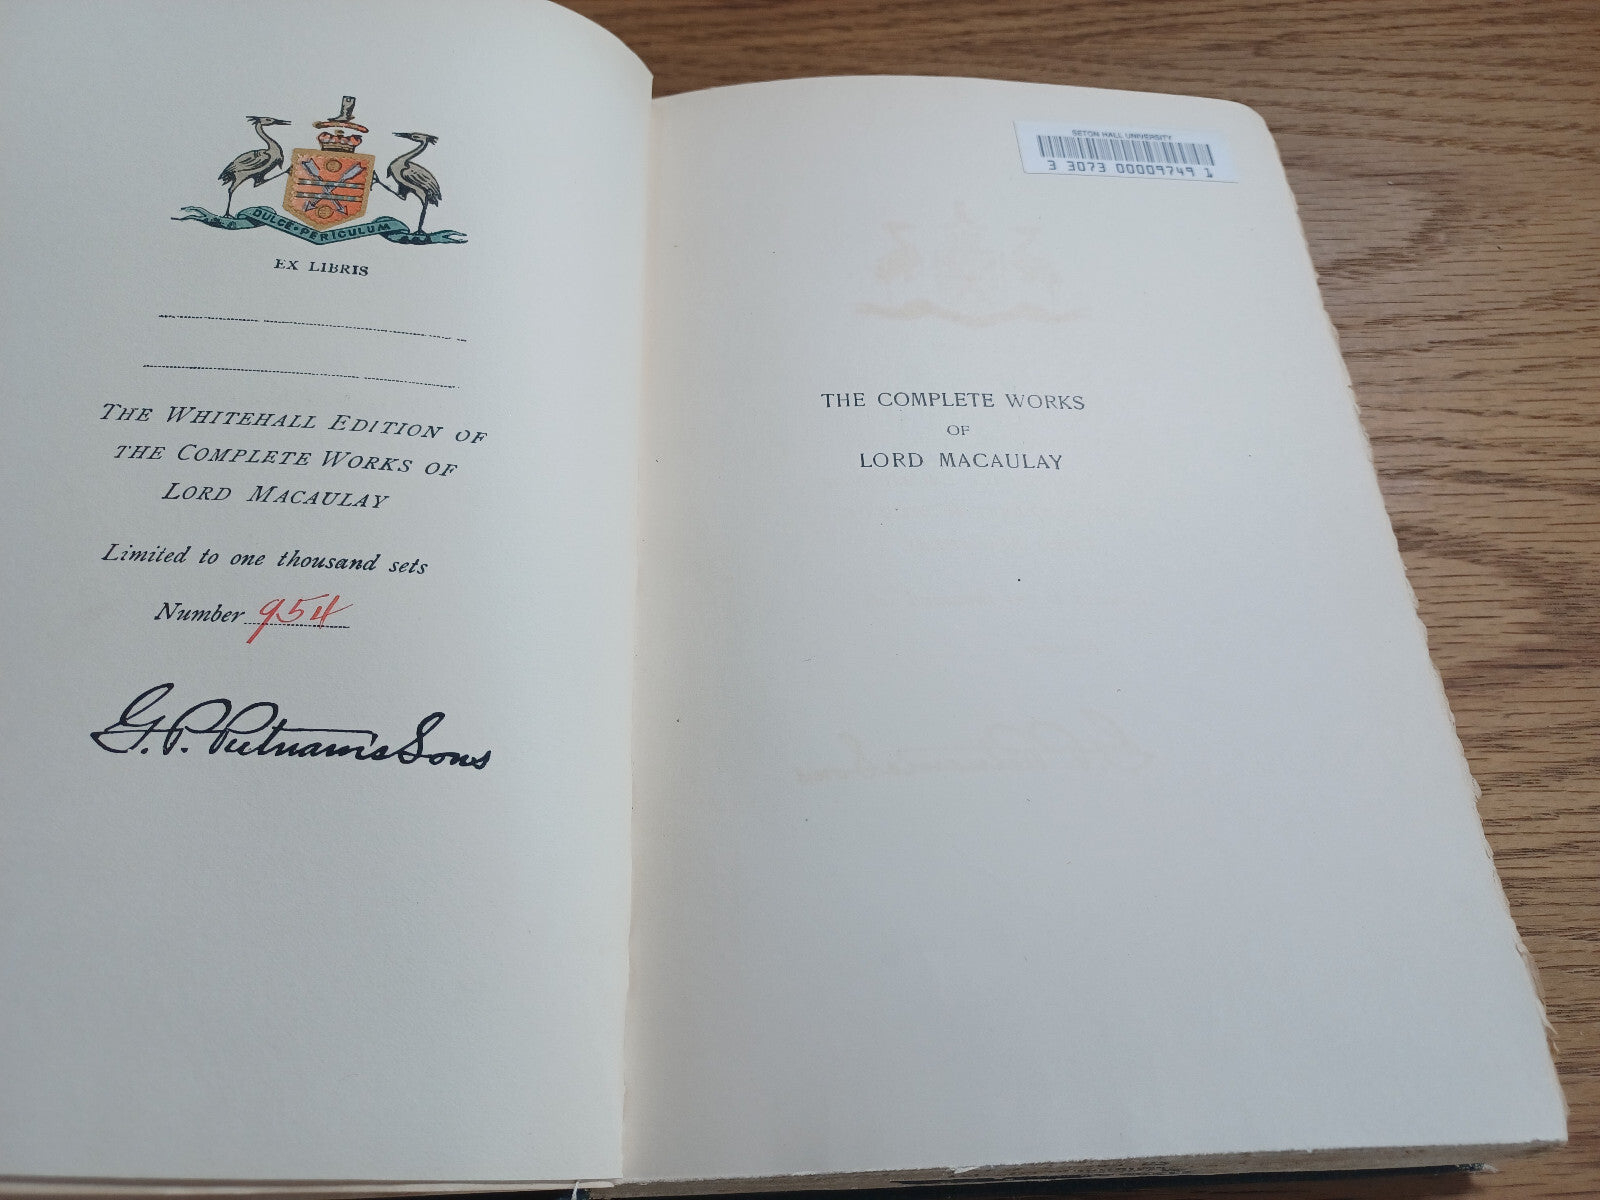 DULCE·PERICULUM
EX LIBRIS
THE WHITEHALL EDITION OF
THE COMPLETE WORKS OF
LORD MACAULAY
Limited to one thousand sets
Number 954
G. P. Putnam's Sons
SETON HALL UNIVERSITY
3 3073 00009749 1
THE COMPLETE WORKS
OF
LORD MACAULAY